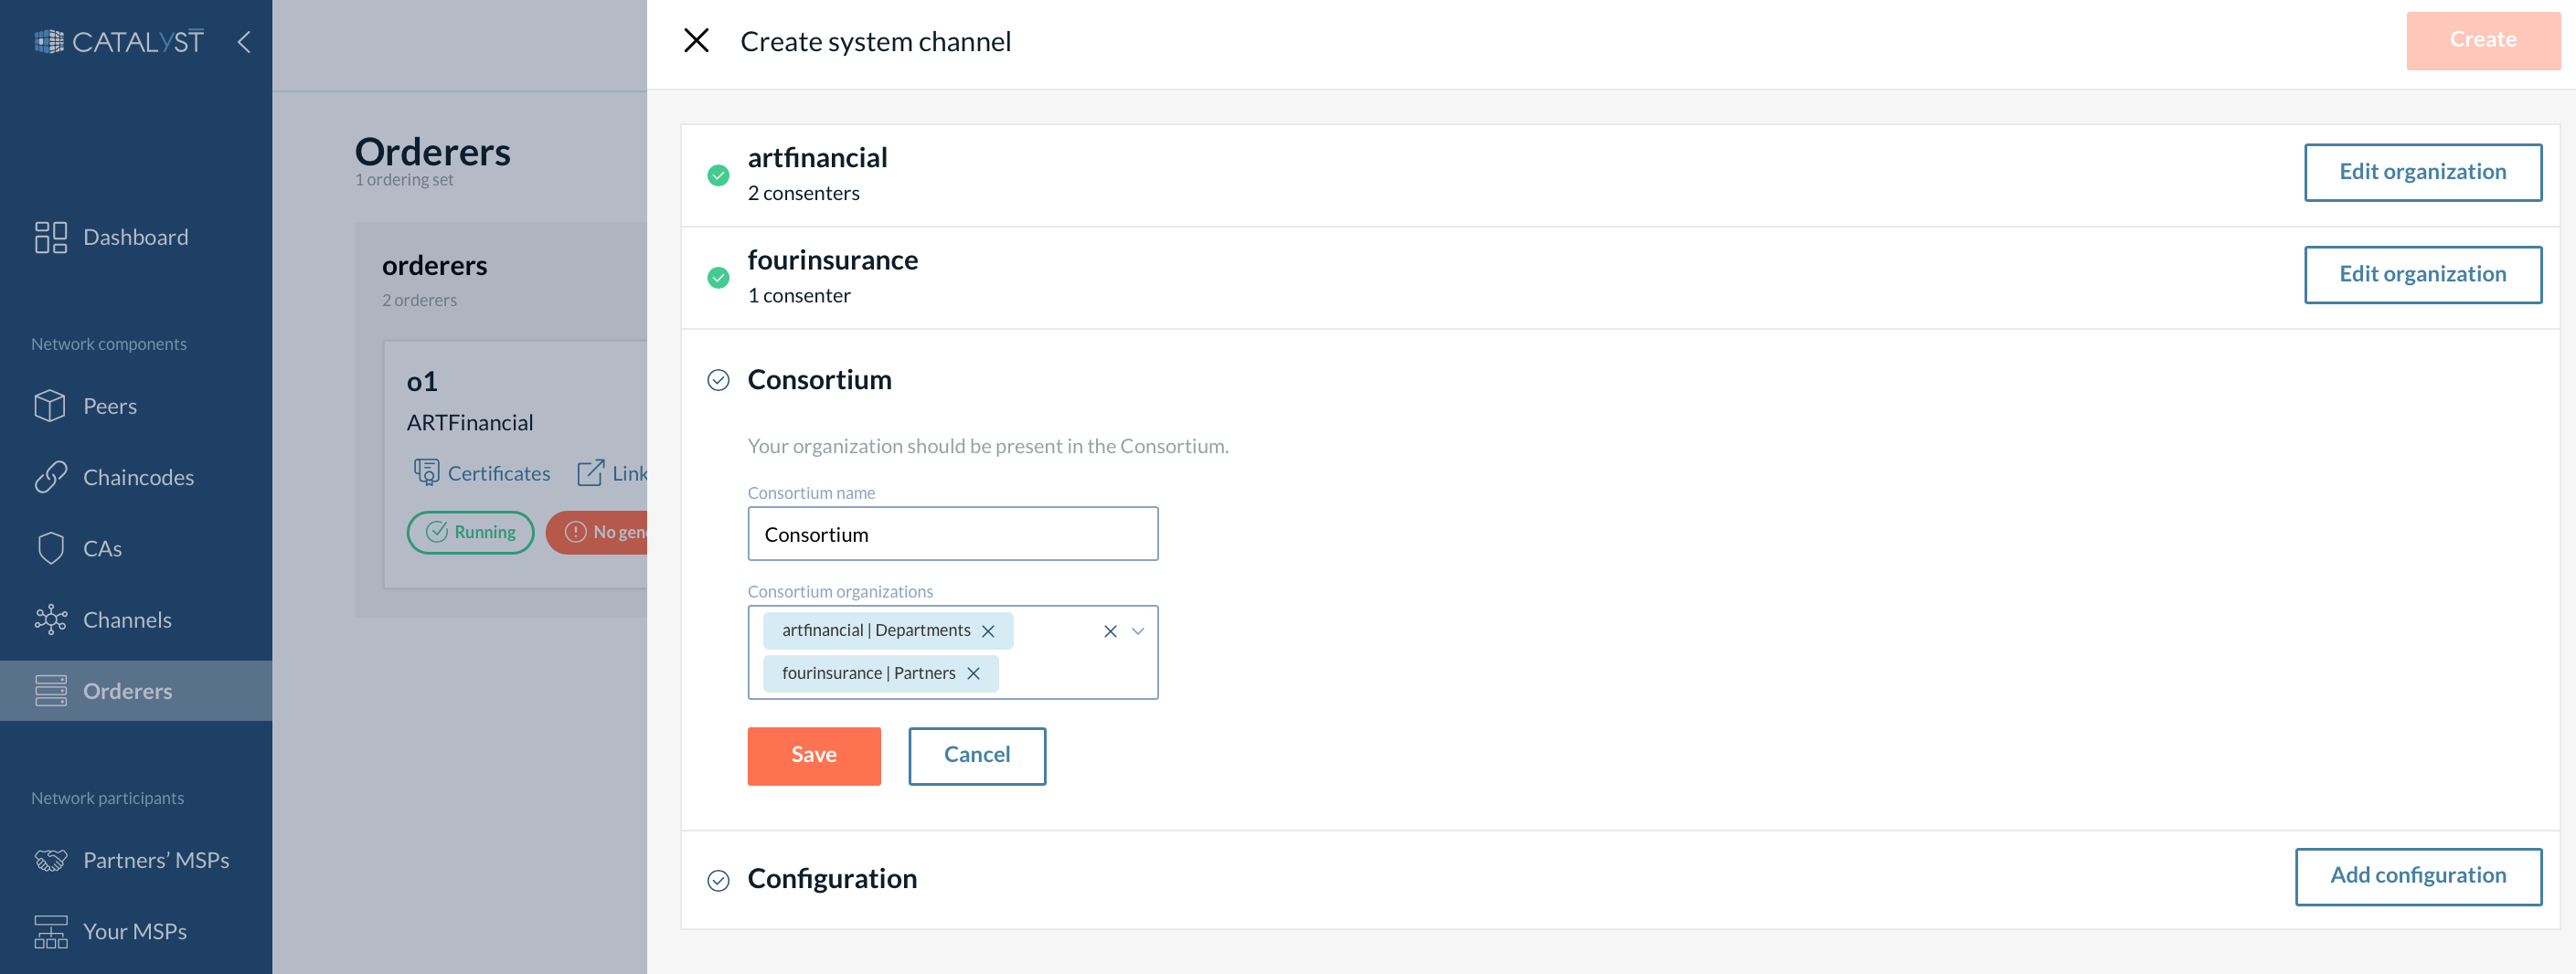 CATALYST
Dashboard
Network components
Peers
Chaincodes
CAs
Channels
Orderers
Network participants
Partners’ MSPs
Your MSPs
Orderers
1 ordering set
orderers
2 orderers
o1
ARTFinancial
Certificates
Link
Running
No gen
Create system channel
Create
artfinancial
2 consenters
Edit organization
fourinsurance
1 consenter
Edit organization
Consortium
Your organization should be present in the Consortium.
Consortium name
Consortium
Consortium organizations
artfinancial | Departments
fourinsurance | Partners
Save
Cancel
Configuration
Add configuration